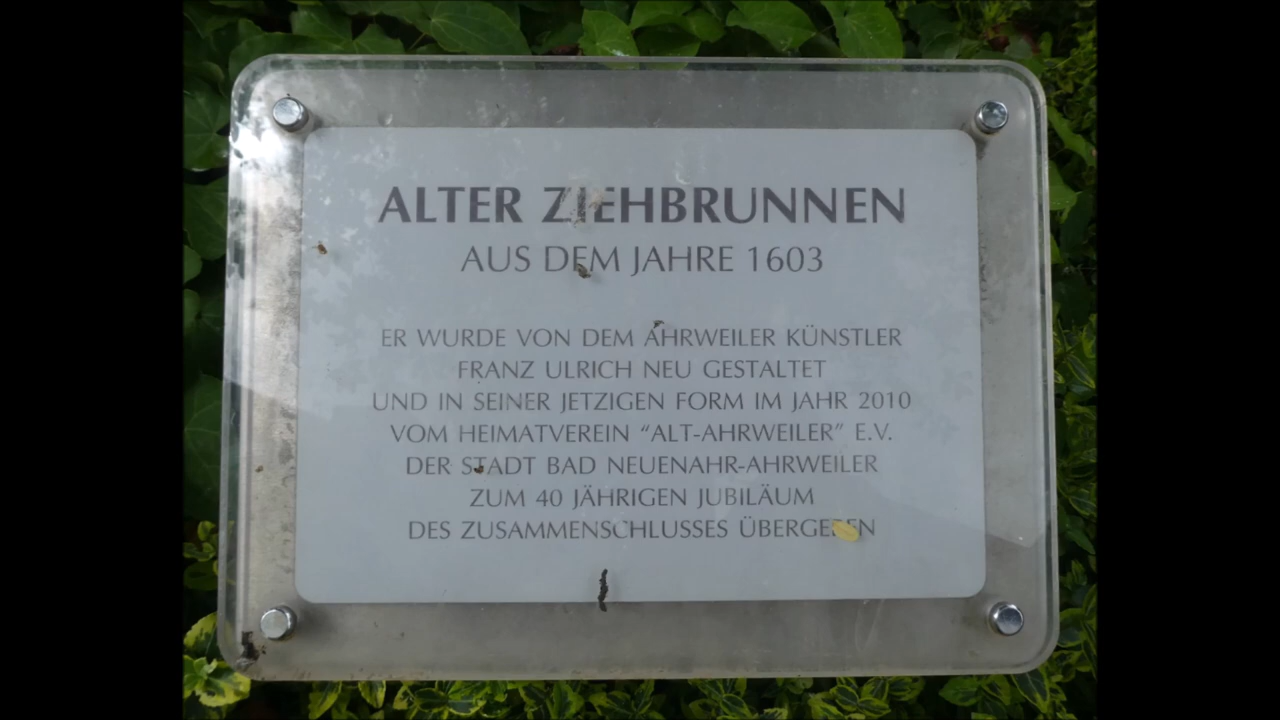 ALTER ZIEHBRUNNEN
AUS DEM JAHRE 1603
ER WURDE VON DEM AHRWEILER KÜNSTLER
FRANZ ULRICH NEU GESTALTET
UND IN SEINER JETZIGEN FORM IM JAHR 2010
VOM HEIMATVEREIN “ALT-AHRWEILER” E.V.
DER STADT BAD NEUENAHR-AHRWEILER
ZUM 40 JÄHRIGEN JUBILÄUM
DES ZUSAMMENSCHLUSSES ÜBERGEBEN